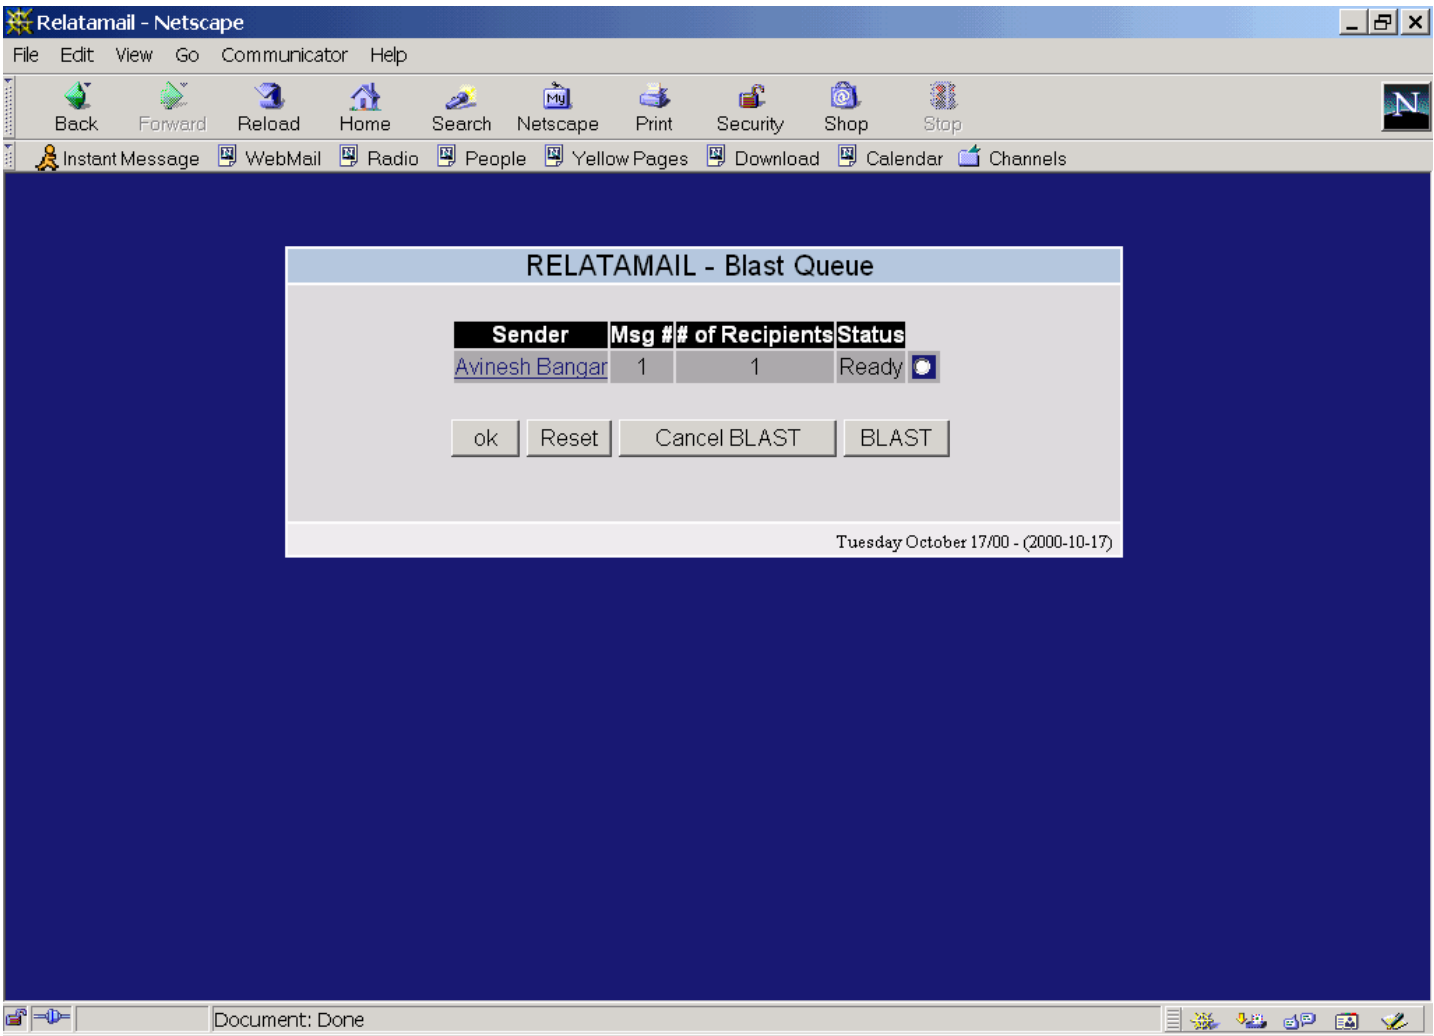 Relatamail - Netscape
File Edit View Go Communicator Help
Back Forward Reload Home Search Netscape Print Security Shop Stop
My
N
Instant Message WebMail Radio People Yellow Pages Download Calendar Channels
RELATAMAIL - Blast Queue
Sender Msg # # of Recipients Status
Avinesh Bangar 1 1 Ready
ok Reset Cancel BLAST BLAST
Tuesday October 17/00 - (2000-10-17)
Document: Done